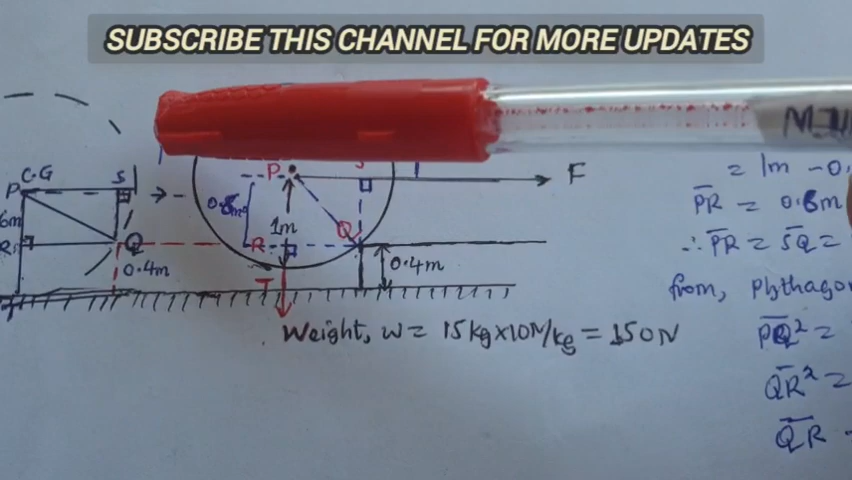 SUBSCRIBE THIS CHANNEL FOR MORE UPDATES
P C.G S
Q
0.4m
P
F
1m
R
Q
0.4m
T
Weight, W = 15kg×10N/kg = 150N
= 1m - 0.
PR = 0.6m
∴ PR = SQ =
from, Pythagor
PQ² =
QR² =
QR